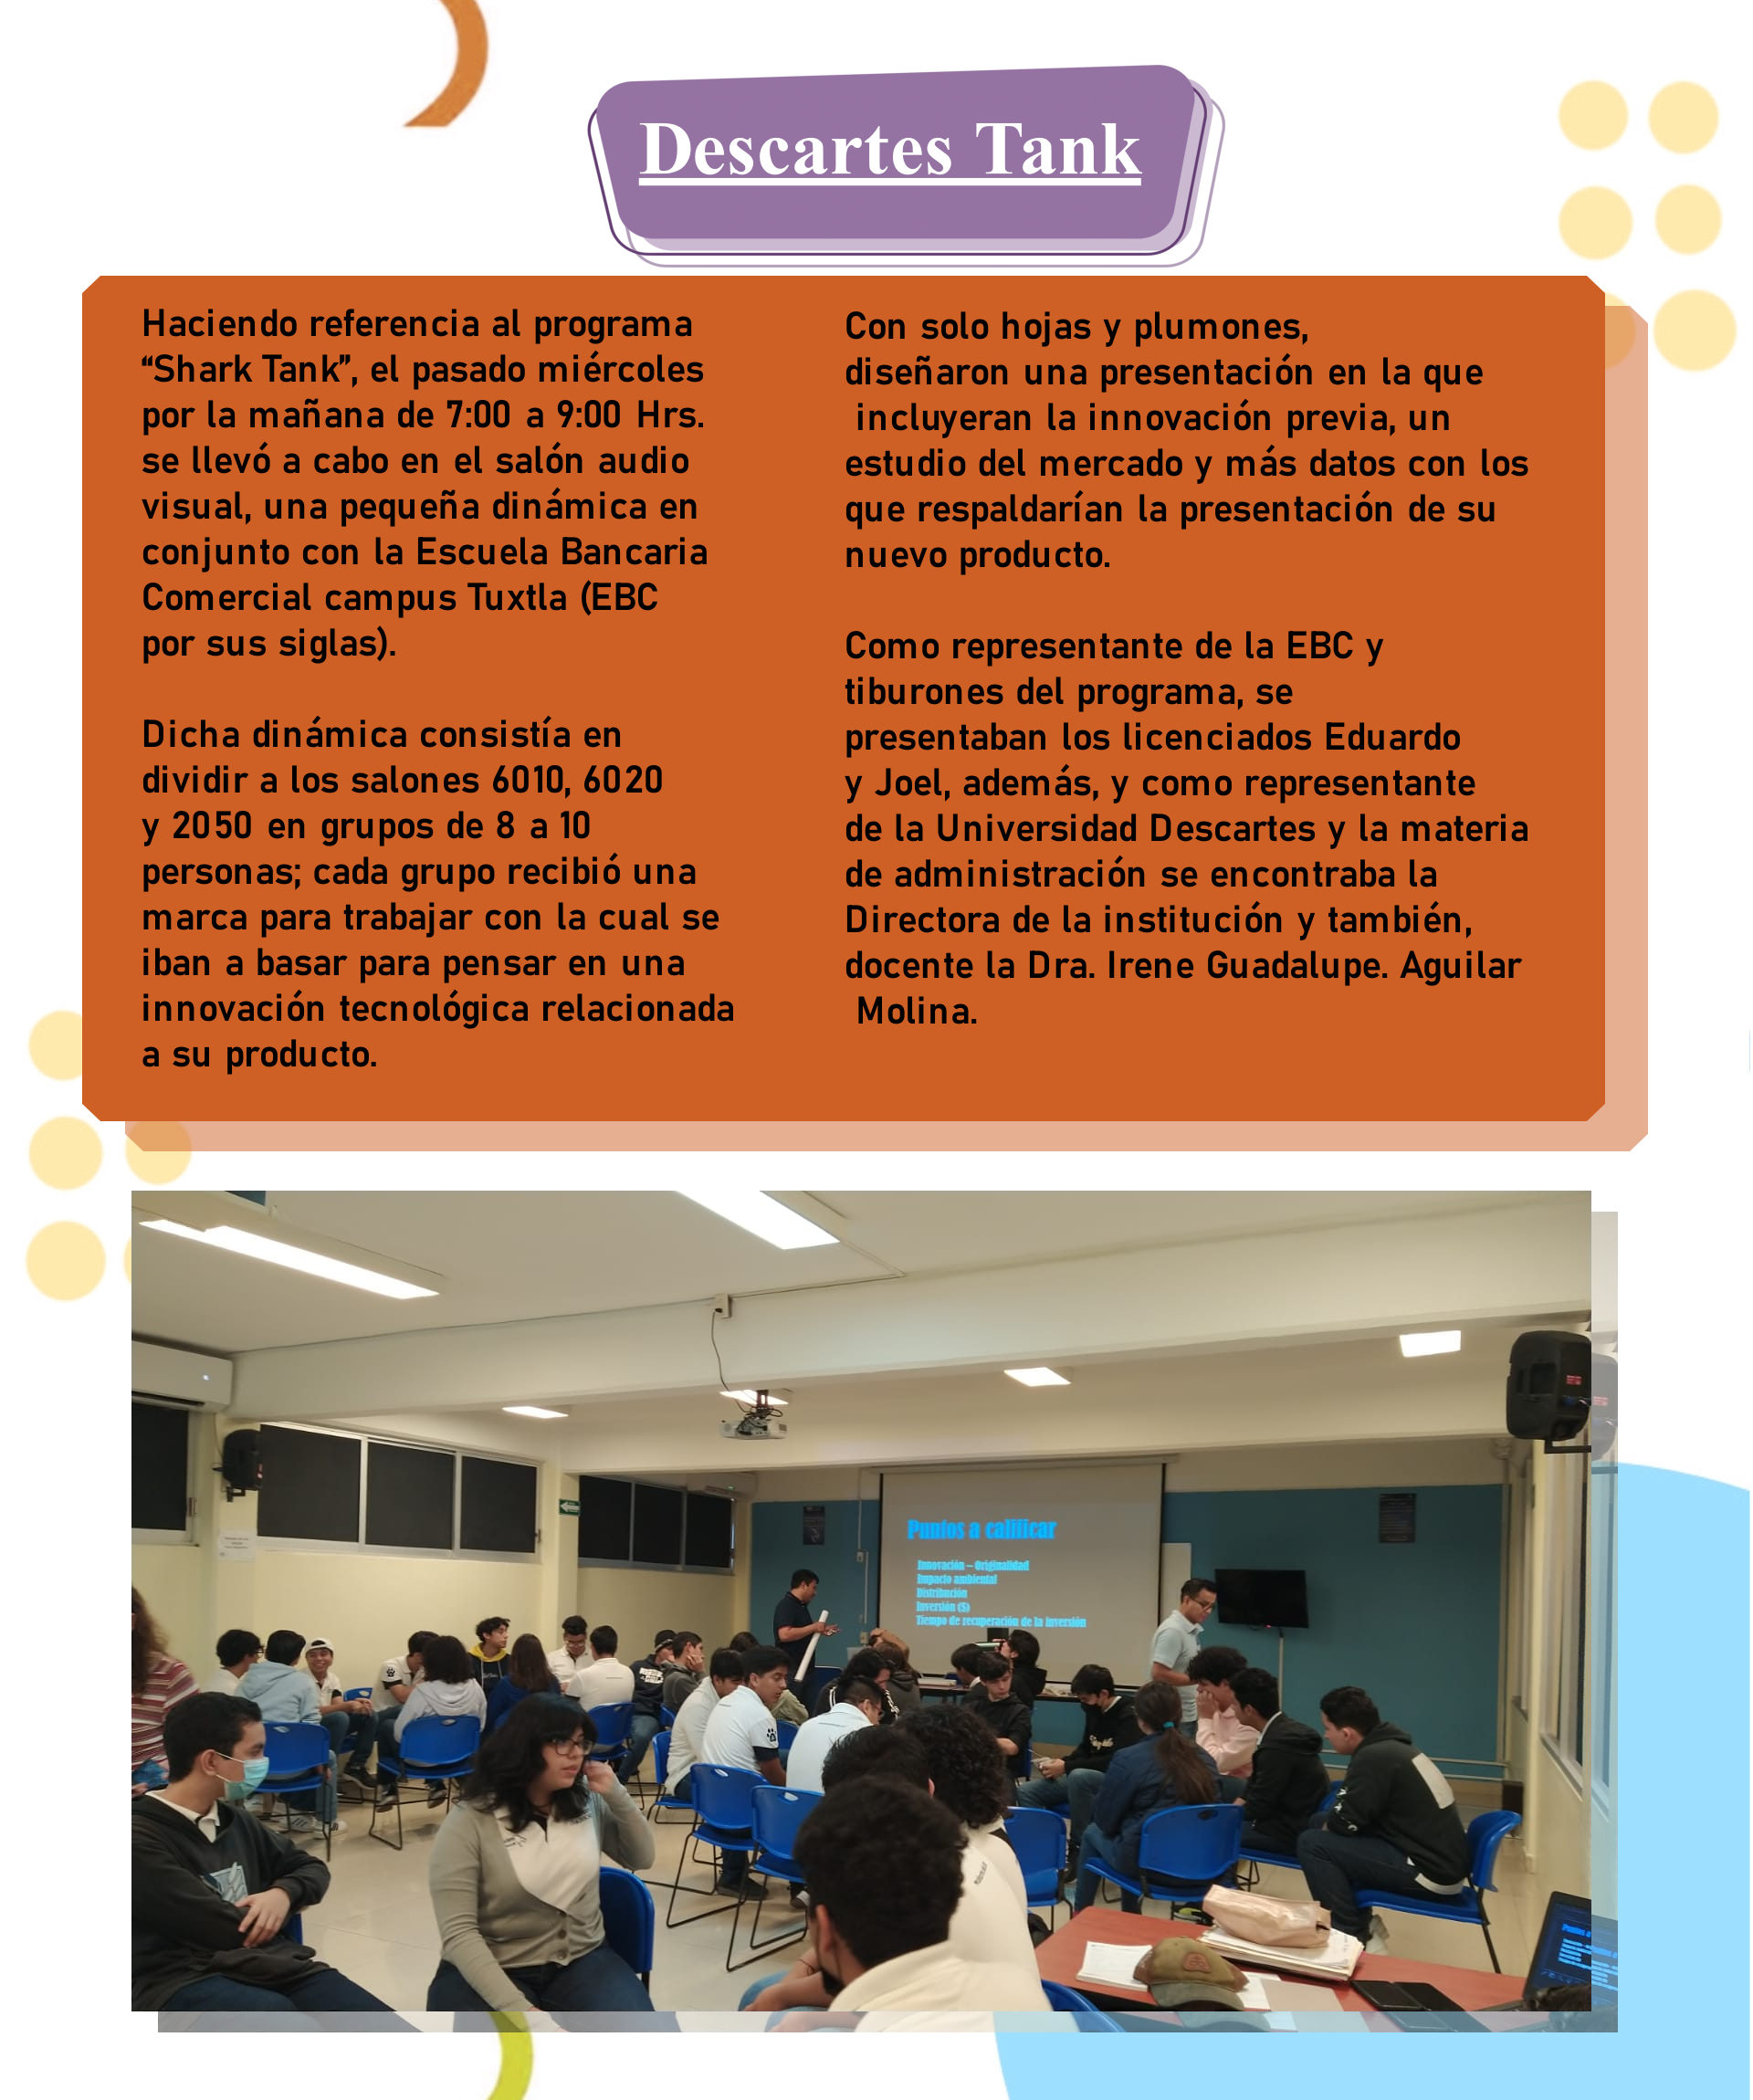 Descartes Tank
Haciendo referencia al programa
“Shark Tank”, el pasado miércoles
por la mañana de 7:00 a 9:00 Hrs.
se llevó a cabo en el salón audio
visual, una pequeña dinámica en
conjunto con la Escuela Bancaria
Comercial campus Tuxtla (EBC
por sus siglas).
Dicha dinámica consistía en
dividir a los salones 6010, 6020
y 2050 en grupos de 8 a 10
personas; cada grupo recibió una
marca para trabajar con la cual se
iban a basar para pensar en una
innovación tecnológica relacionada
a su producto.
Con solo hojas y plumones,
diseñaron una presentación en la que
incluyeran la innovación previa, un
estudio del mercado y más datos con los
que respaldarían la presentación de su
nuevo producto.
Como representante de la EBC y
tiburones del programa, se
presentaban los licenciados Eduardo
y Joel, además, y como representante
de la Universidad Descartes y la materia
de administración se encontraba la
Directora de la institución y también,
docente la Dra. Irene Guadalupe. Aguilar
Molina.
Puntos a calificar
Innovación – Originalidad
Impacto ambiental
Distribución
Inversión ($)
Tiempo de recuperación de la inversión